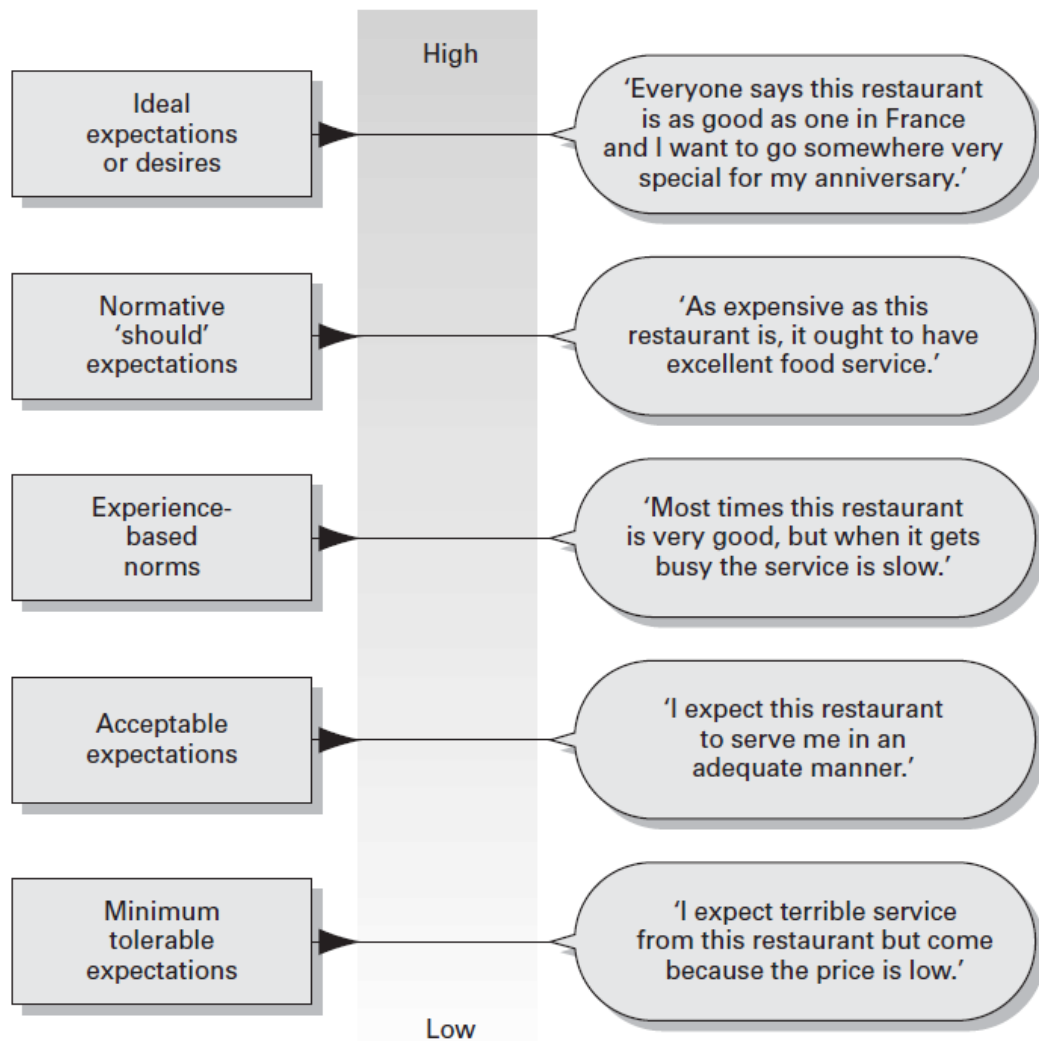 High
Ideal
expectations
or desires
‘Everyone says this restaurant
is as good as one in France
and I want to go somewhere very
special for my anniversary.’
Normative
‘should’
expectations
‘As expensive as this
restaurant is, it ought to have
excellent food service.’
Experience-
based
norms
‘Most times this restaurant
is very good, but when it gets
busy the service is slow.’
Acceptable
expectations
‘I expect this restaurant
to serve me in an
adequate manner.’
Minimum
tolerable
expectations
‘I expect terrible service
from this restaurant but come
because the price is low.’
Low